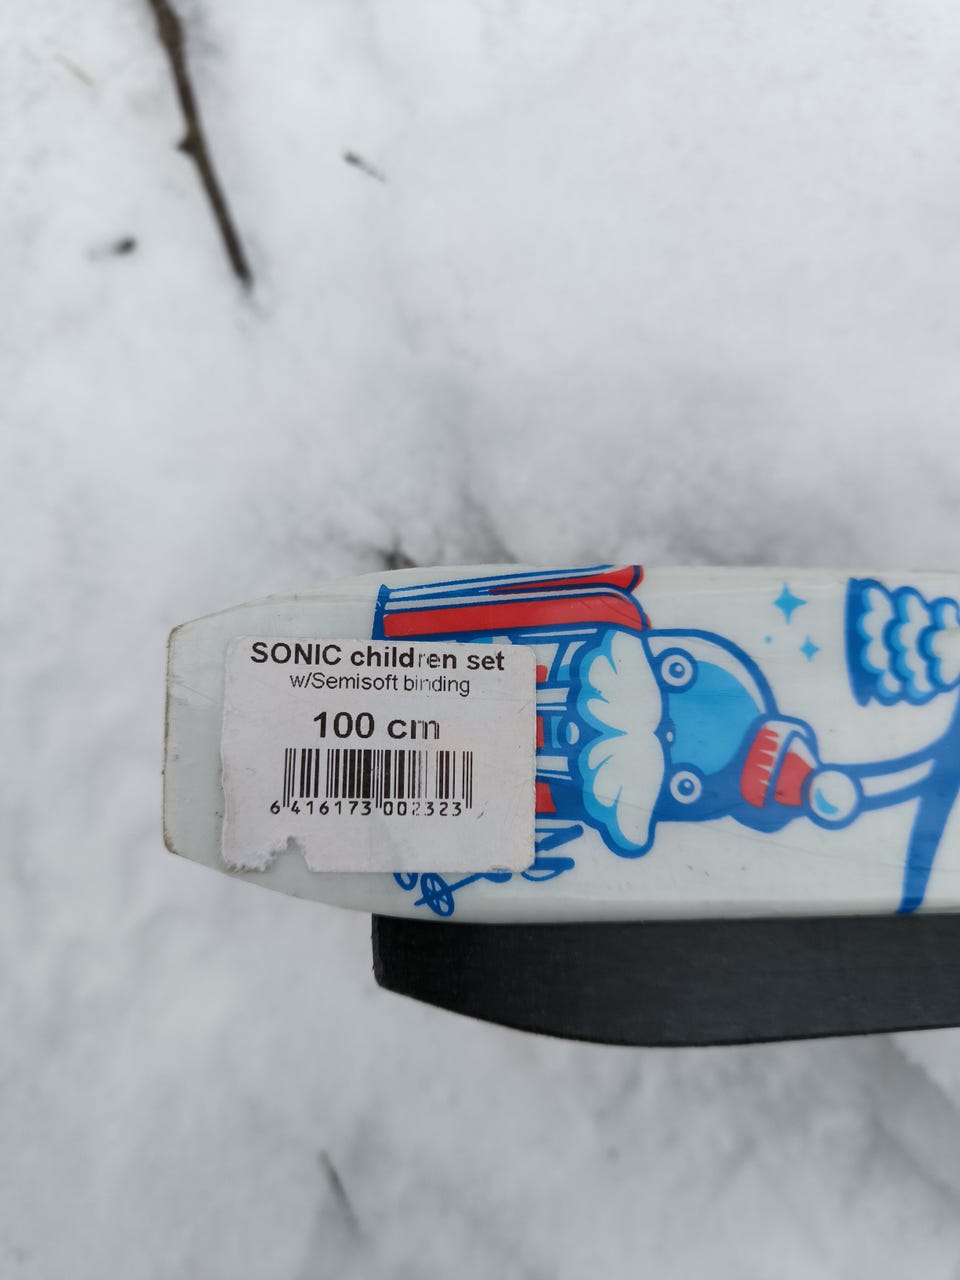 SONIC children set
w/Semisoft binding
100 cm
6 416173 002323